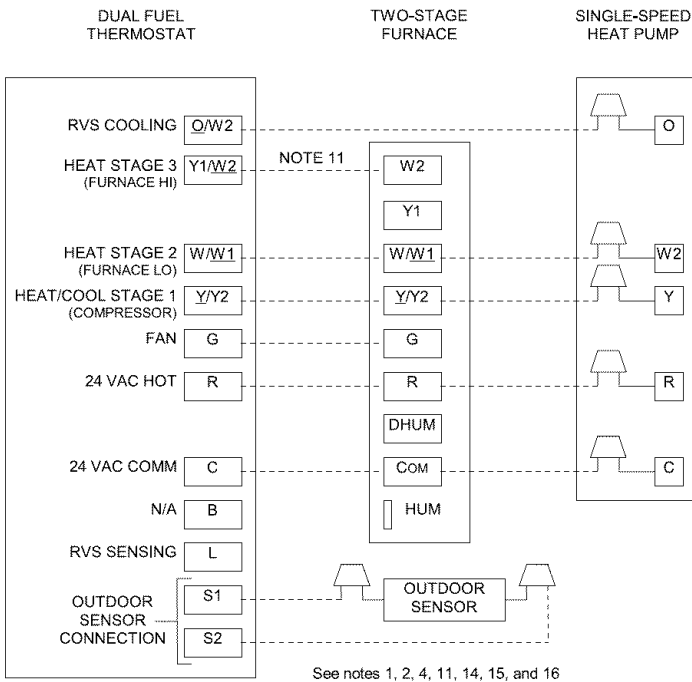 DUAL FUEL
THERMOSTAT
TWO-STAGE
FURNACE
SINGLE-SPEED
HEAT PUMP
RVS COOLING O/W2 O
HEAT STAGE 3 Y1/W2 NOTE 11 W2
(FURNACE HI)
Y1
HEAT STAGE 2 W/W1 W/W1 W2
(FURNACE LO)
HEAT/COOL STAGE 1 Y/Y2 Y/Y2 Y
(COMPRESSOR)
FAN G G
24 VAC HOT R R R
DHUM
24 VAC COMM C COM C
N/A B HUM
RVS SENSING L
OUTDOOR
SENSOR
CONNECTION
S1
S2
OUTDOOR
SENSOR
See notes 1, 2, 4, 11, 14, 15, and 16